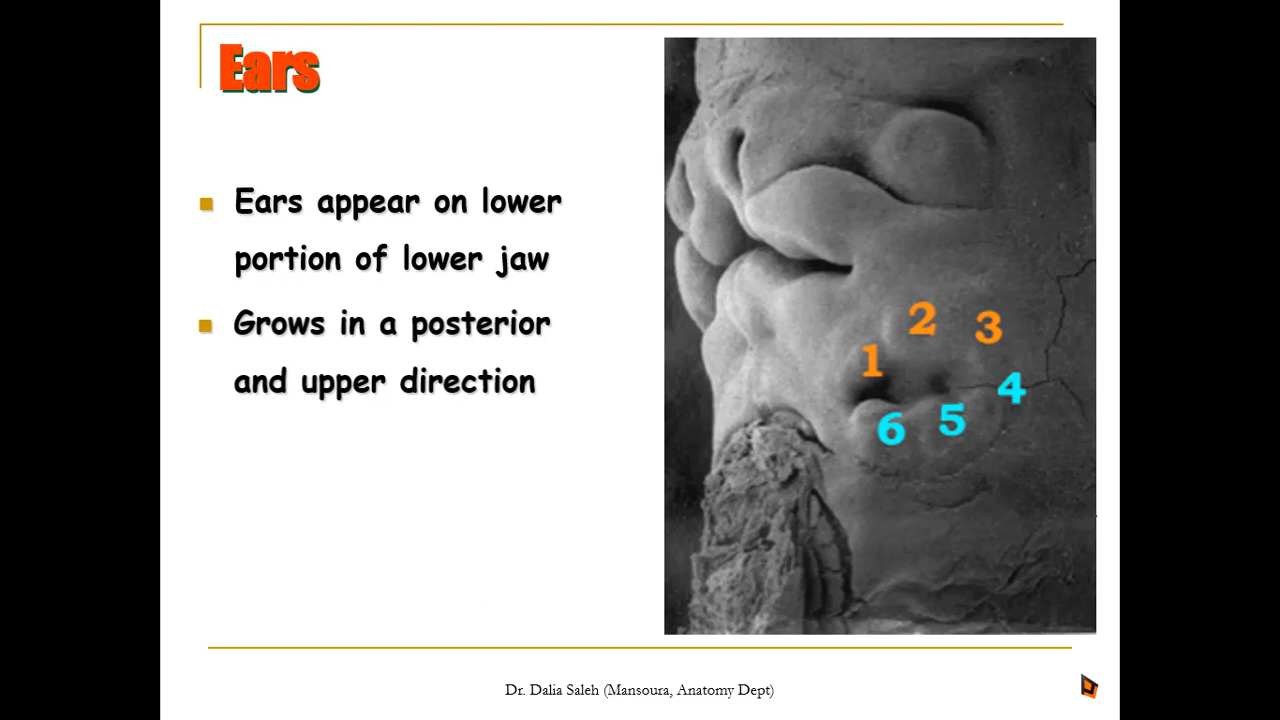 Ears
Ears appear on lower
portion of lower jaw
Grows in a posterior
and upper direction
2
3
1
4
5
6
Dr. Dalia Saleh (Mansoura, Anatomy Dept)